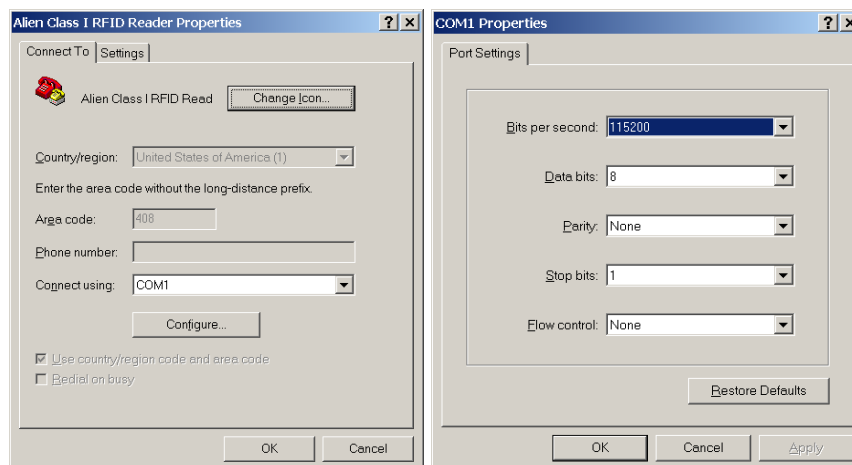 Alien Class I RFID Reader Properties
Connect To
Settings
Alien Class I RFID Read
Change Icon...
Country/region:
United States of America (1)
Enter the area code without the long-distance prefix.
Area code:
408
Phone number:
Connect using:
COM1
Configure...
Use country/region code and area code
Redial on busy
OK
Cancel
COM1 Properties
Port Settings
Bits per second:
115200
Data bits:
8
Parity:
None
Stop bits:
1
Flow control:
None
Restore Defaults
OK
Cancel
Apply